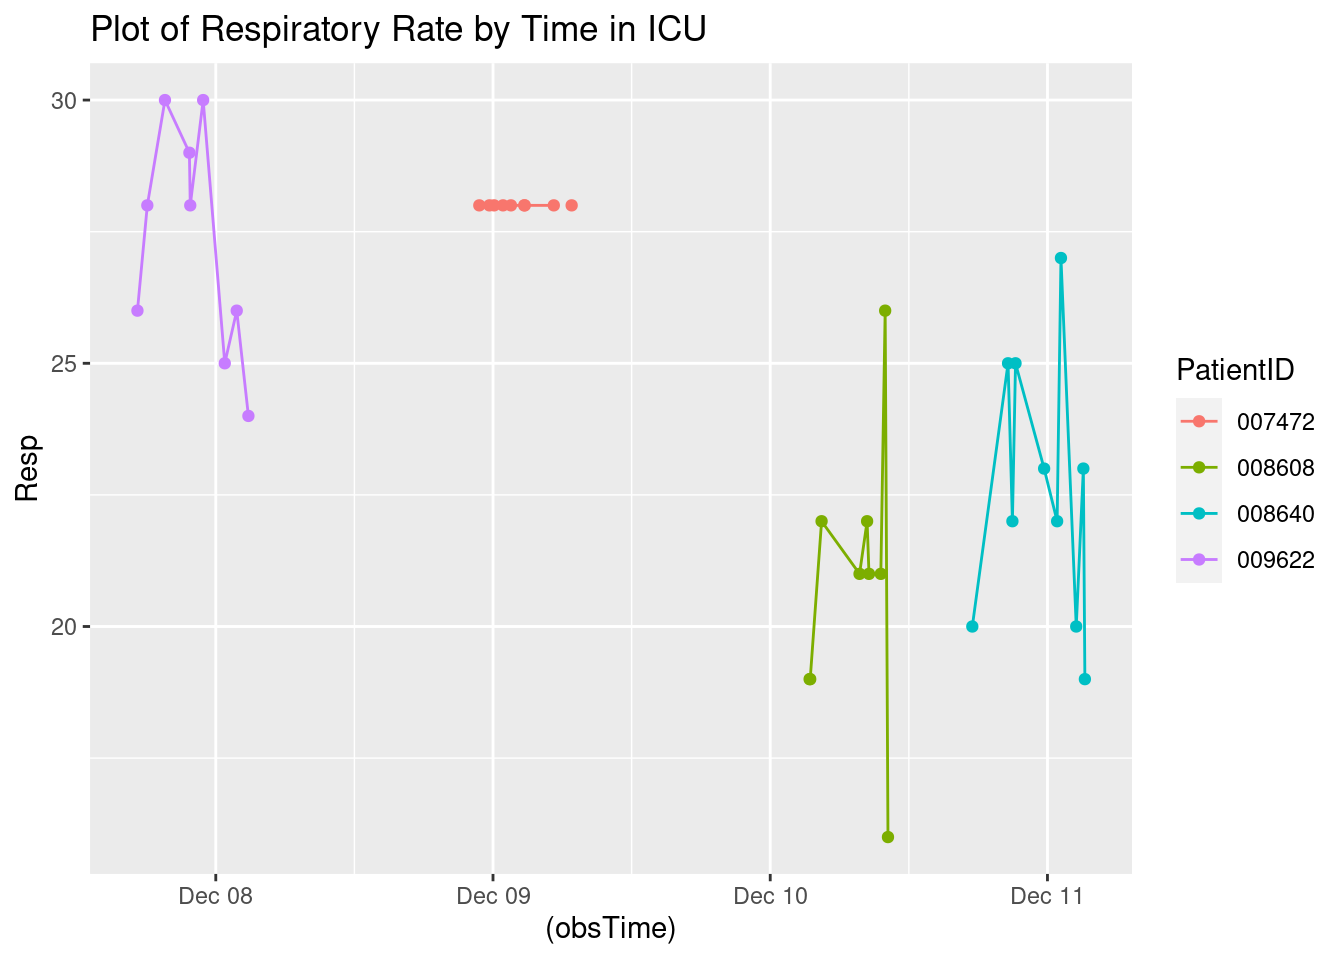 Plot of Respiratory Rate by Time in ICU
30
25
20
Resp
Dec 08
Dec 09
Dec 10
Dec 11
(obsTime)
PatientID
007472
008608
008640
009622